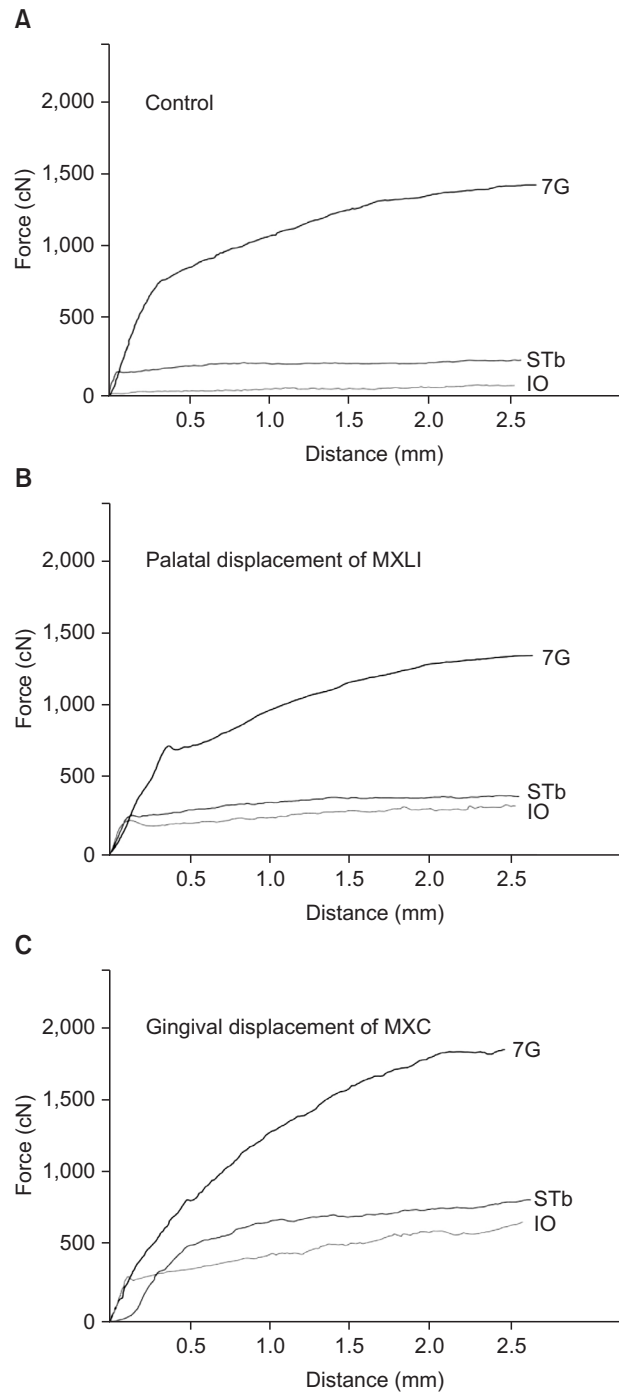 A
Control
2,000
1,500
1,000
500
0
Force (cN)
7G
STb
IO
0.5 1.0 1.5 2.0 2.5
Distance (mm)
B
Palatal displacement of MXLI
2,000
1,500
1,000
500
0
Force (cN)
7G
STb
IO
0.5 1.0 1.5 2.0 2.5
Distance (mm)
C
Gingival displacement of MXC
2,000
1,500
1,000
500
0
Force (cN)
7G
STb
IO
0.5 1.0 1.5 2.0 2.5
Distance (mm)